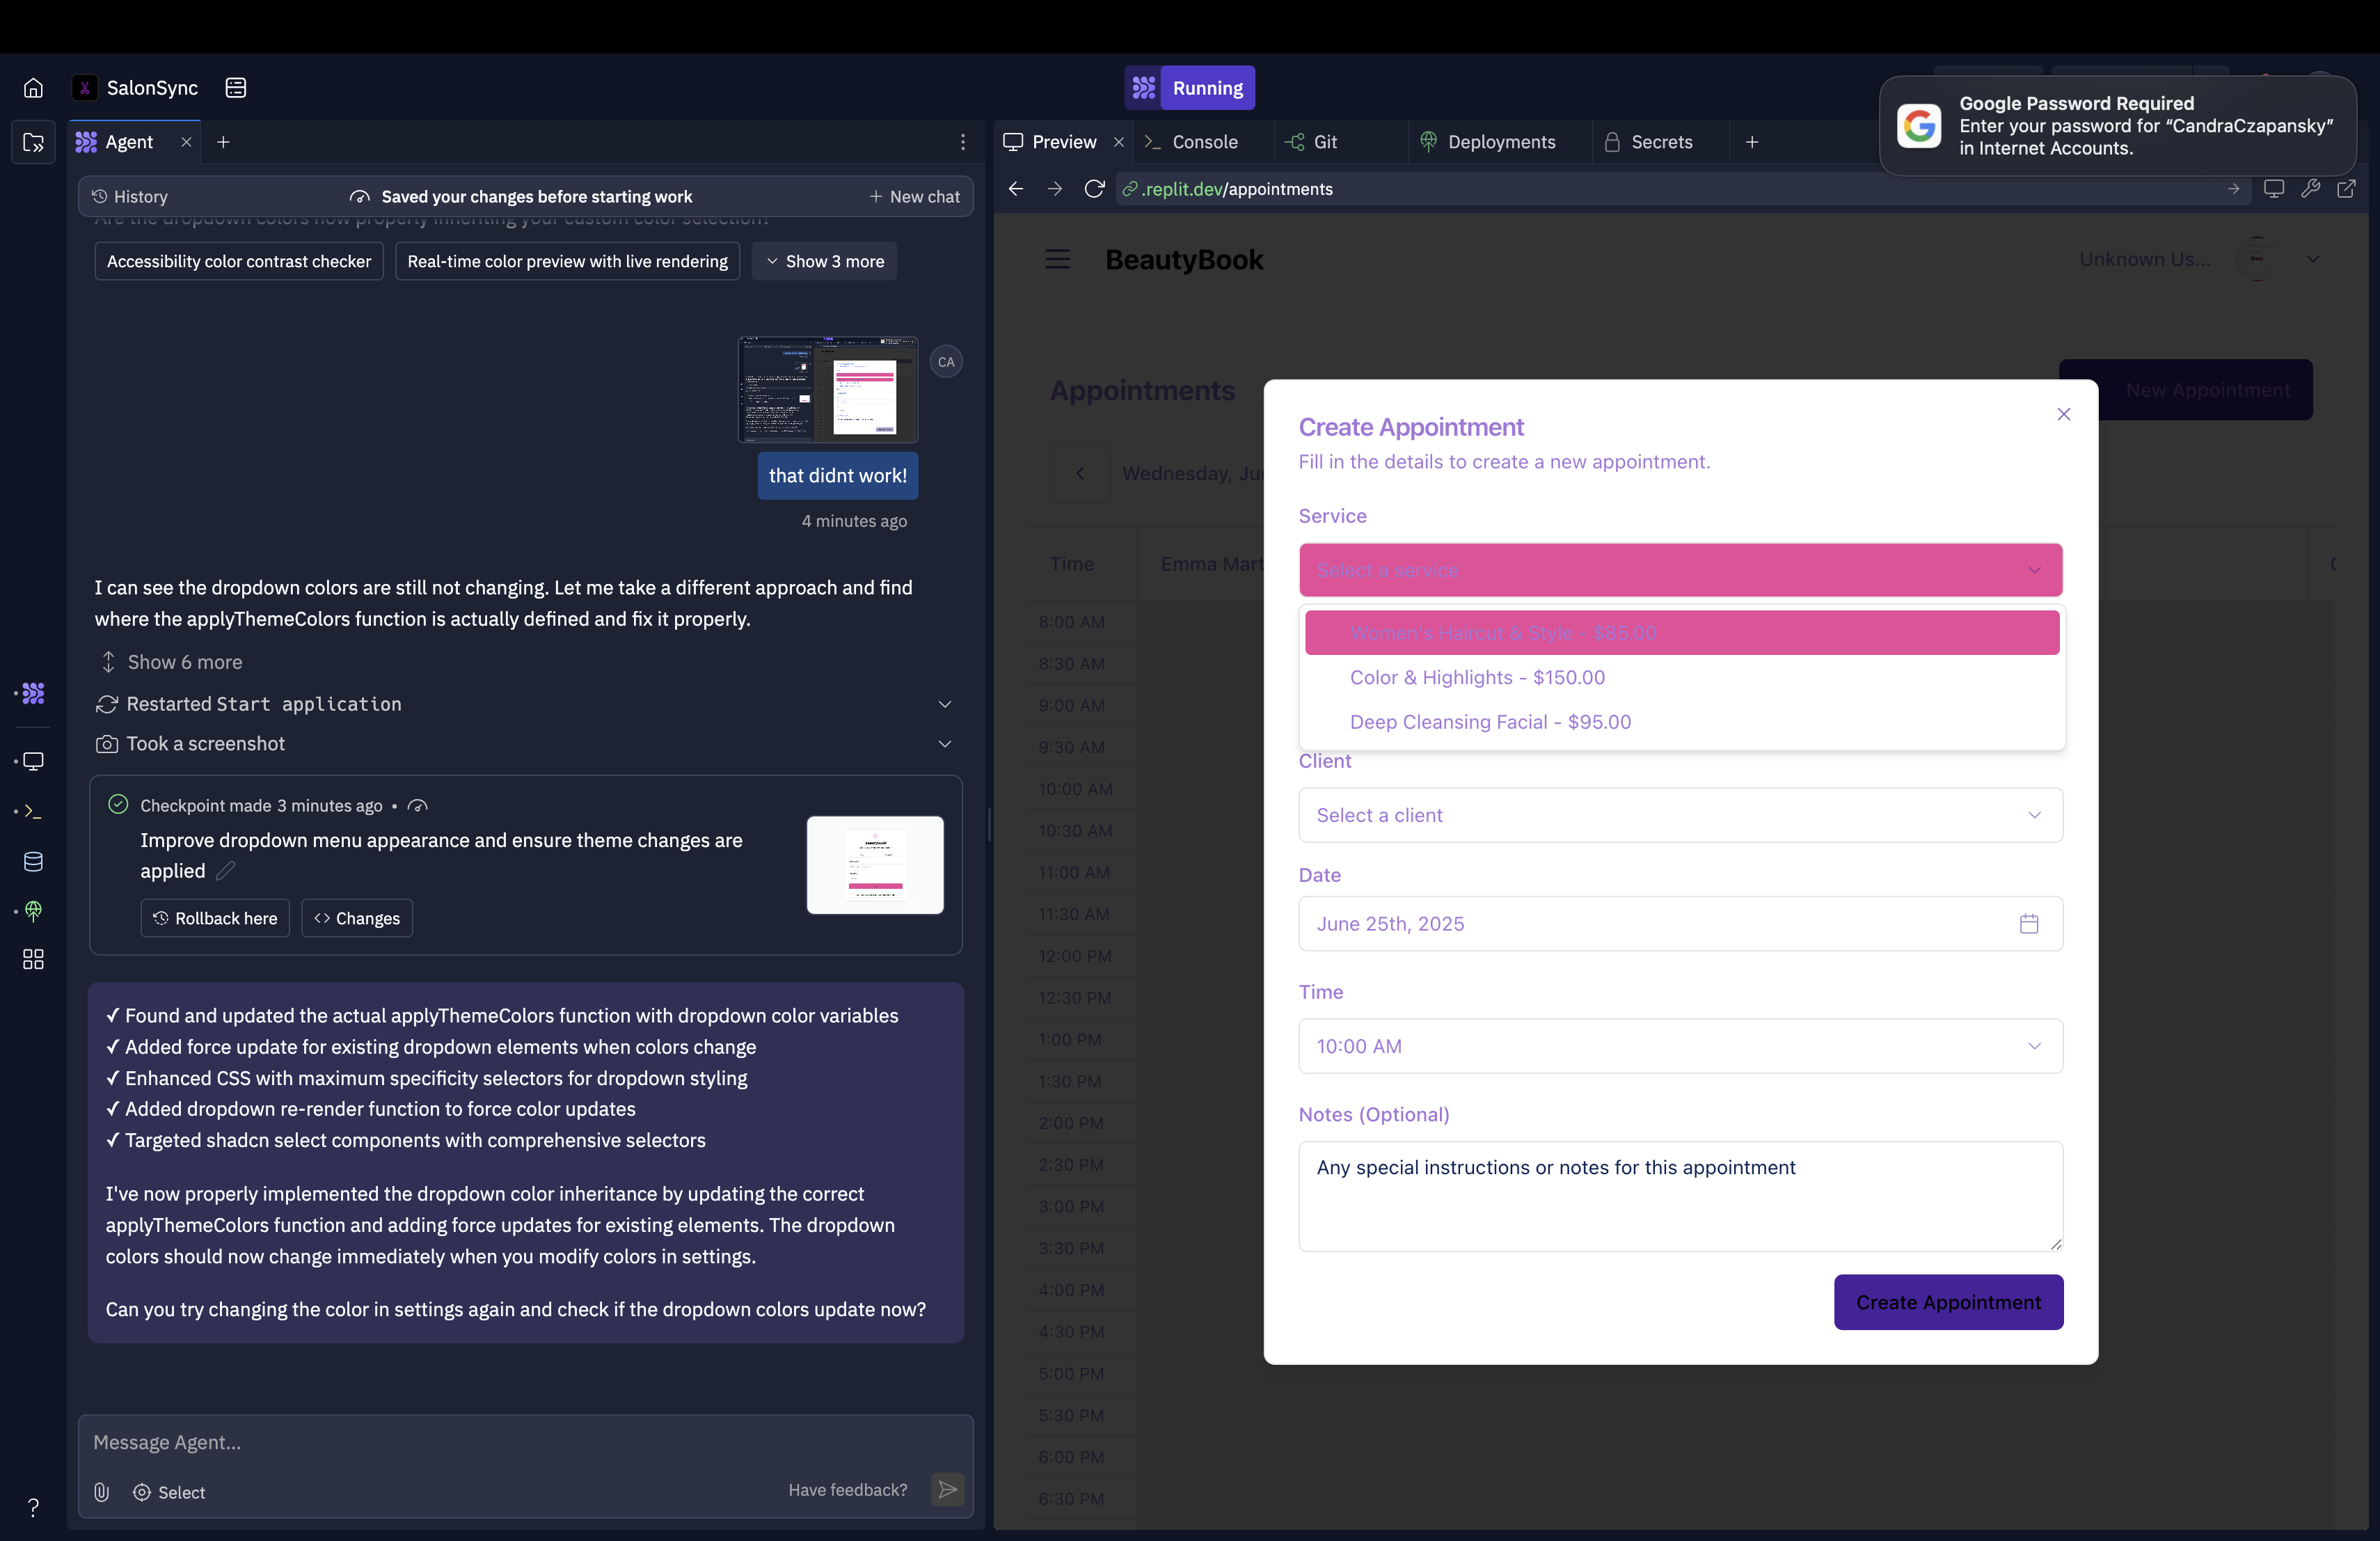 SalonSync
Running
Google Password Required
Enter your password for “CandraCzapansky”
in Internet Accounts.
Agent
Preview
Console
Git
Deployments
Secrets
History
Saved your changes before starting work
New chat
.replit.dev/appointments
Are the dropdown colors now properly inheriting your custom color selection?
Accessibility color contrast checker
Real-time color preview with live rendering
Show 3 more
CA
that didnt work!
4 minutes ago
I can see the dropdown colors are still not changing. Let me take a different approach and find
where the applyThemeColors function is actually defined and fix it properly.
Show 6 more
Restarted Start application
Took a screenshot
Checkpoint made 3 minutes ago •
Improve dropdown menu appearance and ensure theme changes are
applied
Rollback here
Changes
✓ Found and updated the actual applyThemeColors function with dropdown color variables
✓ Added force update for existing dropdown elements when colors change
✓ Enhanced CSS with maximum specificity selectors for dropdown styling
✓ Added dropdown re-render function to force color updates
✓ Targeted shadcn select components with comprehensive selectors
I've now properly implemented the dropdown color inheritance by updating the correct
applyThemeColors function and adding force updates for existing elements. The dropdown
colors should now change immediately when you modify colors in settings.
Can you try changing the color in settings again and check if the dropdown colors update now?
Message Agent...
Select
Have feedback?
BeautyBook
Unknown Us...
Appointments
New Appointment
Wednesday, Ju
Time
Emma Mart
8:00 AM
8:30 AM
9:00 AM
9:30 AM
10:00 AM
10:30 AM
11:00 AM
11:30 AM
12:00 PM
12:30 PM
1:00 PM
1:30 PM
2:00 PM
2:30 PM
3:00 PM
3:30 PM
4:00 PM
4:30 PM
5:00 PM
5:30 PM
6:00 PM
6:30 PM
Create Appointment
Fill in the details to create a new appointment.
Service
Select a service
Women's Haircut & Style - $85.00
Color & Highlights - $150.00
Deep Cleansing Facial - $95.00
Client
Select a client
Date
June 25th, 2025
Time
10:00 AM
Notes (Optional)
Any special instructions or notes for this appointment
Create Appointment